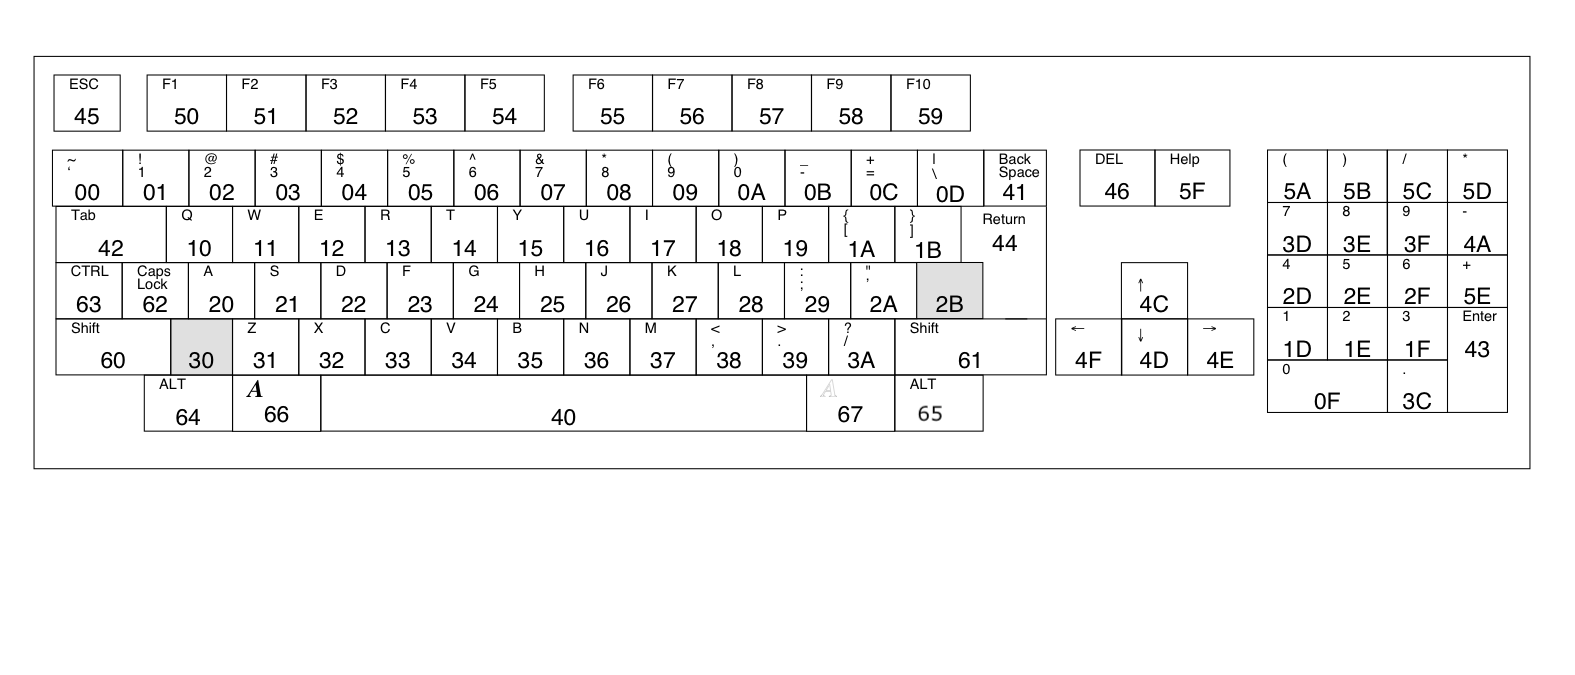 ESC F1 F2 F3 F4 F5 F6 F7 F8 F9 F10
45 50 51 52 53 54 55 56 57 58 59
~ ! @ # $ % ^ & * ( ) _ + | Back DEL Help ( ) / *
‘ 1 2 3 4 5 6 7 8 9 0 - = \ Space
00 01 02 03 04 05 06 07 08 09 0A 0B 0C 0D 41 46 5F 5A 5B 5C 5D
Tab Q W E R T Y U I O P { } Return 7 8 9 -
[ ]
42 10 11 12 13 14 15 16 17 18 19 1A 1B 44 3D 3E 3F 4A
CTRL Caps A S D F G H J K L : " ↑ 4 5 6 +
Lock ; '
63 62 20 21 22 23 24 25 26 27 28 29 2A 2B 4C 2D 2E 2F 5E
Shift Z X C V B N M < > ? Shift ← ↓ → 1 2 3 Enter
, . /
60 30 31 32 33 34 35 36 37 38 39 3A 61 4F 4D 4E 1D 1E 1F 43
ALT A A ALT 0 .
64 66 40 67 65 0F 3C